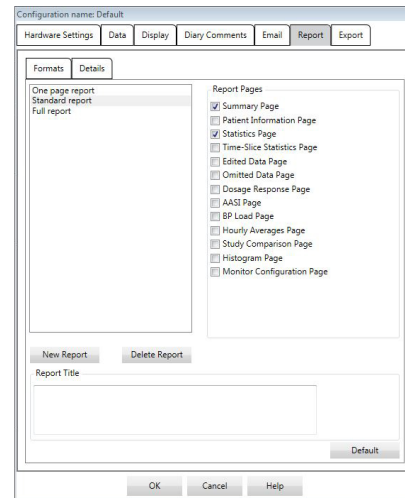 Configuration name: Default
Hardware Settings Data Display Diary Comments Email Report Export
Formats Details
One page report
Standard report
Full report
Report Pages
Summary Page
Patient Information Page
Statistics Page
Time-Slice Statistics Page
Edited Data Page
Omitted Data Page
Dosage Response Page
AASI Page
BP Load Page
Hourly Averages Page
Study Comparison Page
Histogram Page
Monitor Configuration Page
New Report Delete Report
Report Title
Default
OK Cancel Help